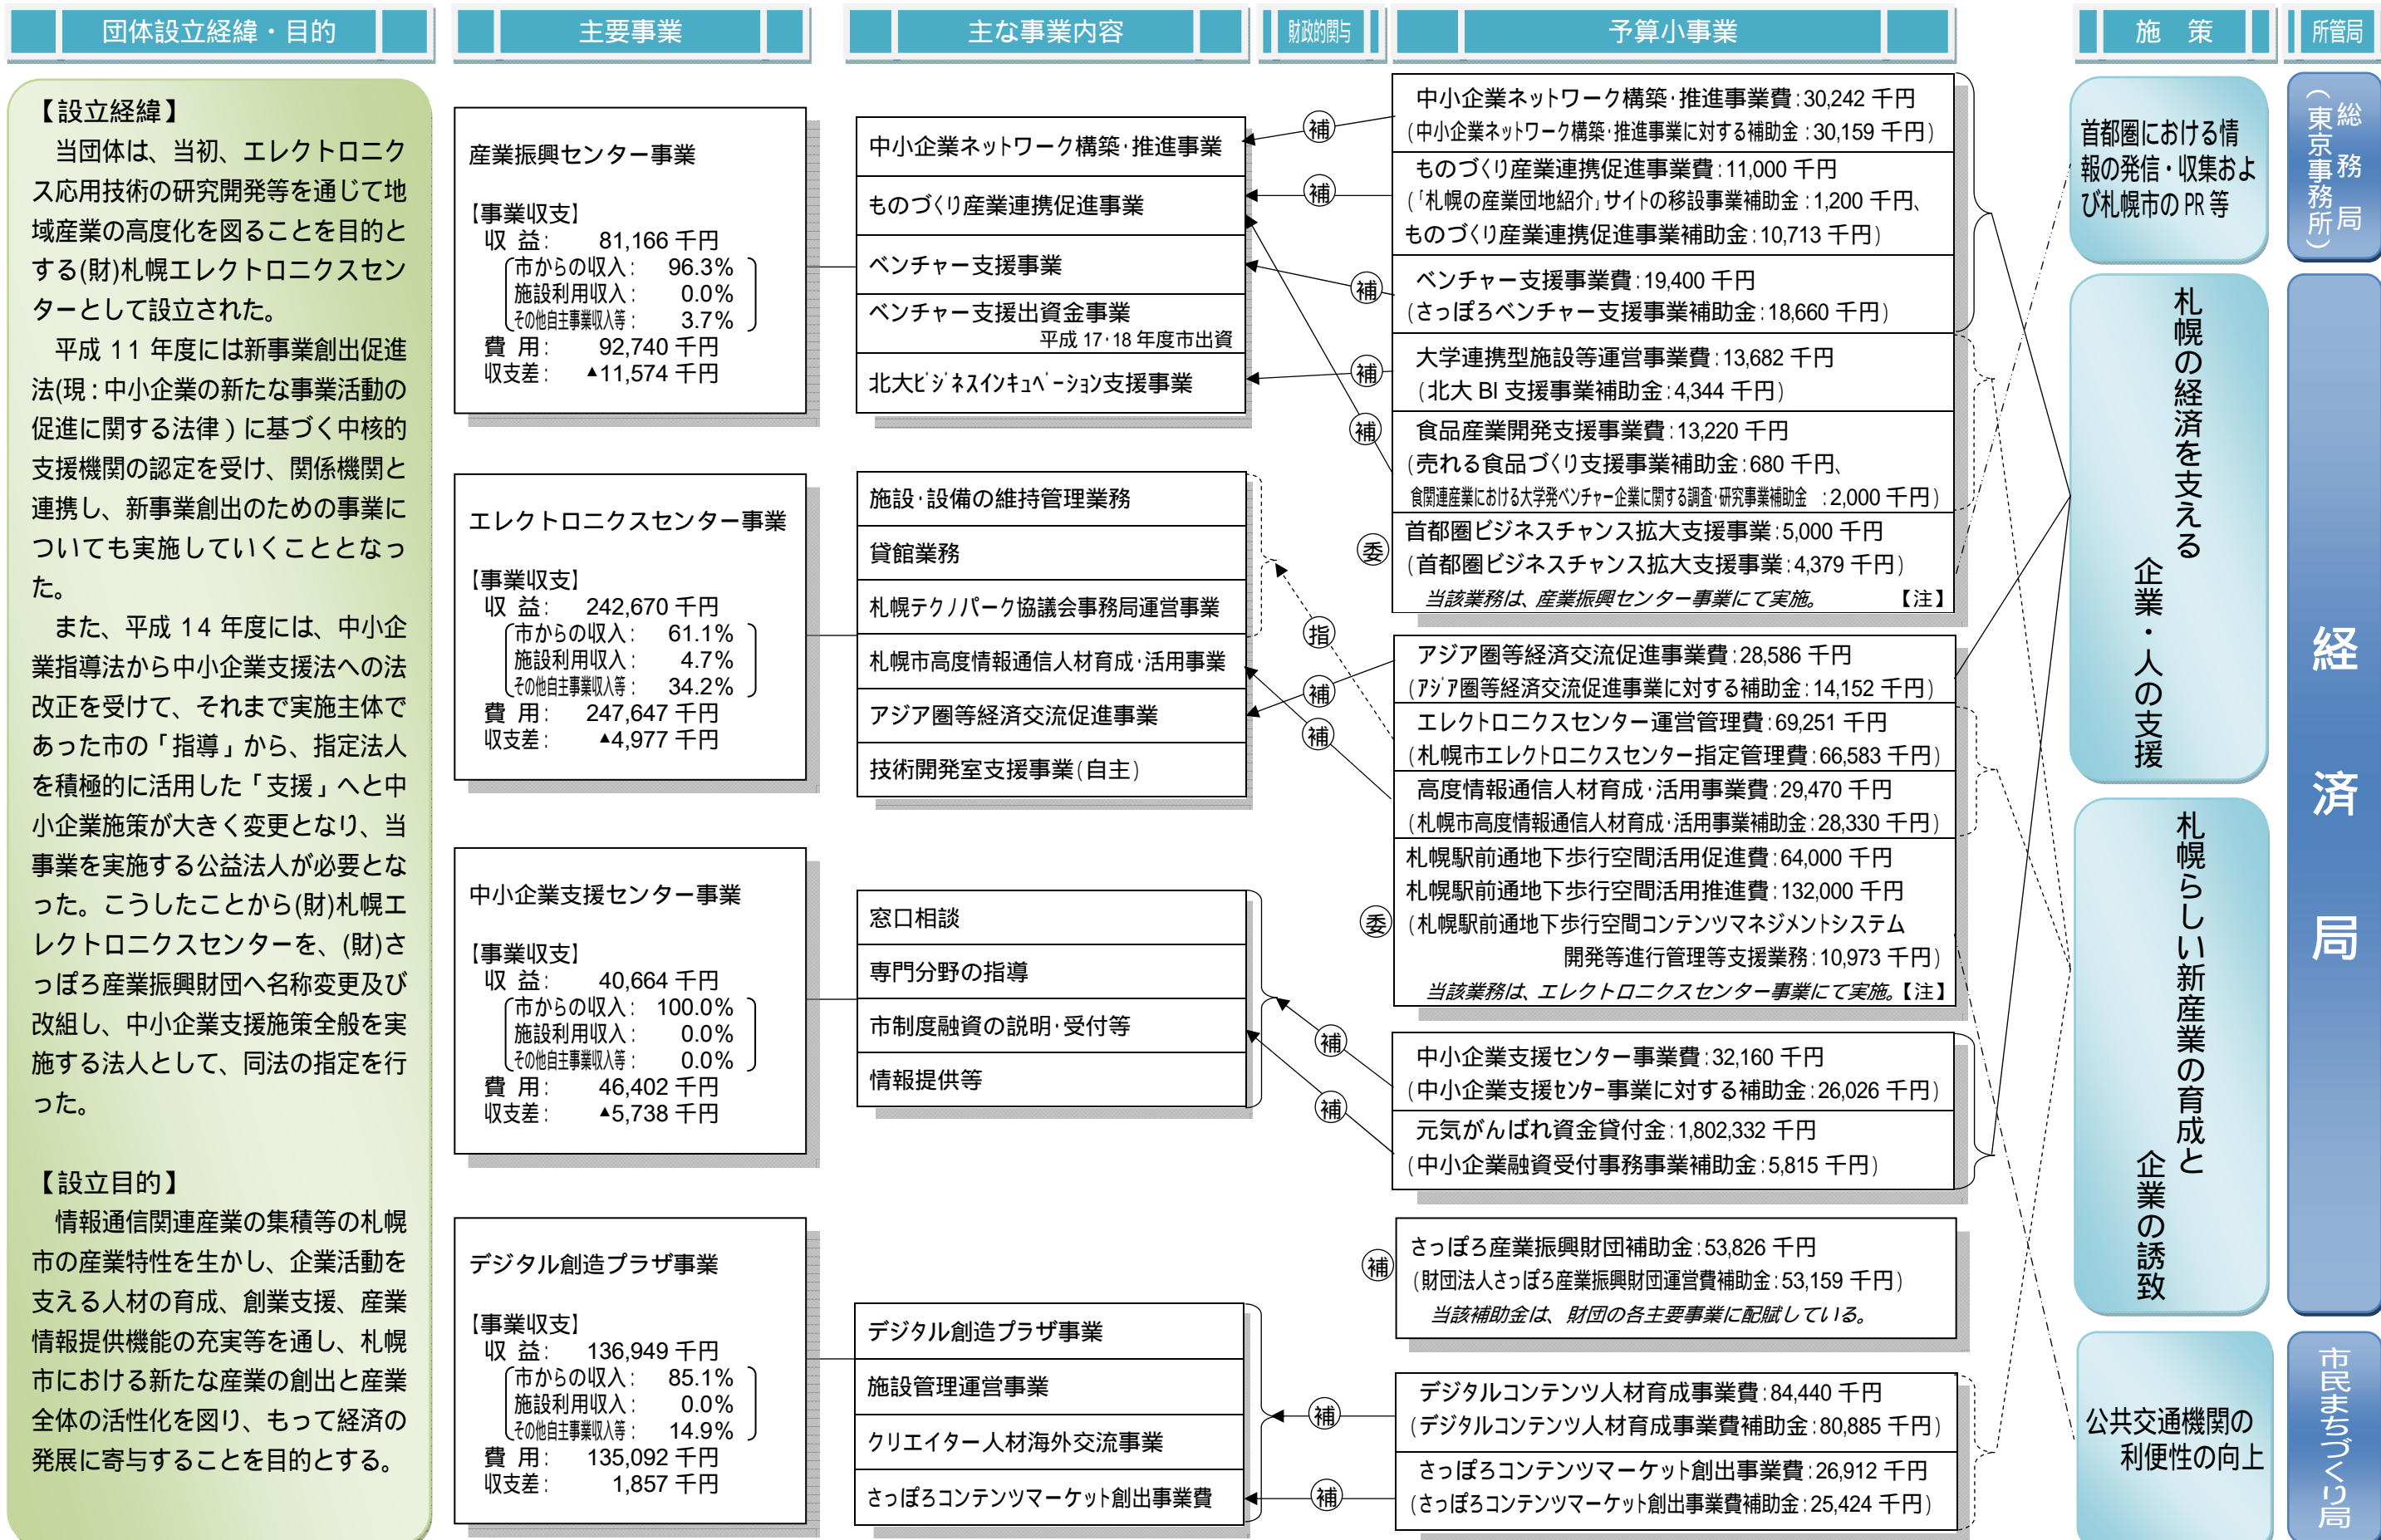 団体設立経緯・目的
主要事業
主な事業内容
財政的関与
予算小事業
施 策
所管局
【設立経緯】
当団体は、当初、エレクトロニク
ス応用技術の研究開発等を通じて地
域産業の高度化を図ることを目的と
する(財)札幌エレクトロニクスセン
ターとして設立された。
平成 11 年度には新事業創出促進
法(現:中小企業の新たな事業活動の
促進に関する法律)に基づく中核的
支援機関の認定を受け、関係機関と
連携し、新事業創出のための事業に
ついても実施していくこととなっ
た。
また、平成 14 年度には、中小企
業指導法から中小企業支援法への法
改正を受けて、それまで実施主体で
あった市の「指導」から、指定法人
を積極的に活用した「支援」へと中
小企業施策が大きく変更となり、当
事業を実施する公益法人が必要とな
った。こうしたことから(財)札幌エ
レクトロニクスセンターを、(財)さ
っぽろ産業振興財団へ名称変更及び
改組し、中小企業支援施策全般を実
施する法人として、同法の指定を行
った。
【設立目的】
情報通信関連産業の集積等の札幌
市の産業特性を生かし、企業活動を
支える人材の育成、創業支援、産業
情報提供機能の充実等を通し、札幌
市における新たな産業の創出と産業
全体の活性化を図り、もって経済の
発展に寄与することを目的とする。
産業振興センター事業
【事業収支】
収 益: 81,166 千円
市からの収入: 96.3%
施設利用収入: 0.0%
その他自主事業収入等: 3.7%
費 用: 92,740 千円
収支差: ▲11,574 千円
エレクトロニクスセンター事業
【事業収支】
収 益: 242,670 千円
市からの収入: 61.1%
施設利用収入: 4.7%
その他自主事業収入等: 34.2%
費 用: 247,647 千円
収支差: ▲4,977 千円
中小企業支援センター事業
【事業収支】
収 益: 40,664 千円
市からの収入: 100.0%
施設利用収入: 0.0%
その他自主事業収入等: 0.0%
費 用: 46,402 千円
収支差: ▲5,738 千円
デジタル創造プラザ事業
【事業収支】
収 益: 136,949 千円
市からの収入: 85.1%
施設利用収入: 0.0%
その他自主事業収入等: 14.9%
費 用: 135,092 千円
収支差: 1,857 千円
中小企業ネットワーク構築・推進事業
ものづくり産業連携促進事業
ベンチャー支援事業
ベンチャー支援出資金事業
平成 17・18 年度市出資
北大ビジネスインキュベーション支援事業
施設・設備の維持管理業務
貸館業務
札幌テクノパーク協議会事務局運営事業
札幌市高度情報通信人材育成・活用事業
アジア圏等経済交流促進事業
技術開発室支援事業(自主)
窓口相談
専門分野の指導
市制度融資の説明・受付等
情報提供等
デジタル創造プラザ事業
施設管理運営事業
クリエイター人材海外交流事業
さっぽろコンテンツマーケット創出事業費
補
補
補
補
補
委
指
補
補
委
補
補
補
補
補
中小企業ネットワーク構築・推進事業費:30,242 千円
(中小企業ネットワーク構築・推進事業に対する補助金:30,159 千円)
ものづくり産業連携促進事業費:11,000 千円
(「札幌の産業団地紹介」サイトの移設事業補助金:1,200 千円、
ものづくり産業連携促進事業補助金:10,713 千円)
ベンチャー支援事業費:19,400 千円
(さっぽろベンチャー支援事業補助金:18,660 千円)
大学連携型施設等運営事業費:13,682 千円
(北大 BI 支援事業補助金:4,344 千円)
食品産業開発支援事業費:13,220 千円
(売れる食品づくり支援事業補助金:680 千円、
食関連産業における大学発ベンチャー企業に関する調査・研究事業補助金 :2,000 千円)
首都圏ビジネスチャンス拡大支援事業:5,000 千円
(首都圏ビジネスチャンス拡大支援事業:4,379 千円)
当該業務は、産業振興センター事業にて実施。 【注】
アジア圏等経済交流促進事業費:28,586 千円
(アジア圏等経済交流促進事業に対する補助金:14,152 千円)
エレクトロニクスセンター運営管理費:69,251 千円
(札幌市エレクトロニクスセンター指定管理費:66,583 千円)
高度情報通信人材育成・活用事業費:29,470 千円
(札幌市高度情報通信人材育成・活用事業補助金:28,330 千円)
札幌駅前通地下歩行空間活用促進費:64,000 千円
札幌駅前通地下歩行空間活用推進費:132,000 千円
(札幌駅前通地下歩行空間コンテンツマネジメントシステム
開発等進行管理等支援業務:10,973 千円)
当該業務は、エレクトロニクスセンター事業にて実施。【注】
中小企業支援センター事業費:32,160 千円
(中小企業支援センター事業に対する補助金:26,026 千円)
元気がんばれ資金貸付金:1,802,332 千円
(中小企業融資受付事務事業補助金:5,815 千円)
さっぽろ産業振興財団補助金:53,826 千円
(財団法人さっぽろ産業振興財団運営費補助金:53,159 千円)
当該補助金は、財団の各主要事業に配賦している。
デジタルコンテンツ人材育成事業費:84,440 千円
(デジタルコンテンツ人材育成事業費補助金:80,885 千円)
さっぽろコンテンツマーケット創出事業費:26,912 千円
(さっぽろコンテンツマーケット創出事業費補助金:25,424 千円)
首都圏における情
報の発信・収集およ
び札幌市の PR 等
札幌の経済を支える
企業・人の支援
札幌らしい新産業の育成と
企業の誘致
公共交通機関の
利便性の向上
総務局
(東京事務所)
経済局
市民まちづくり局